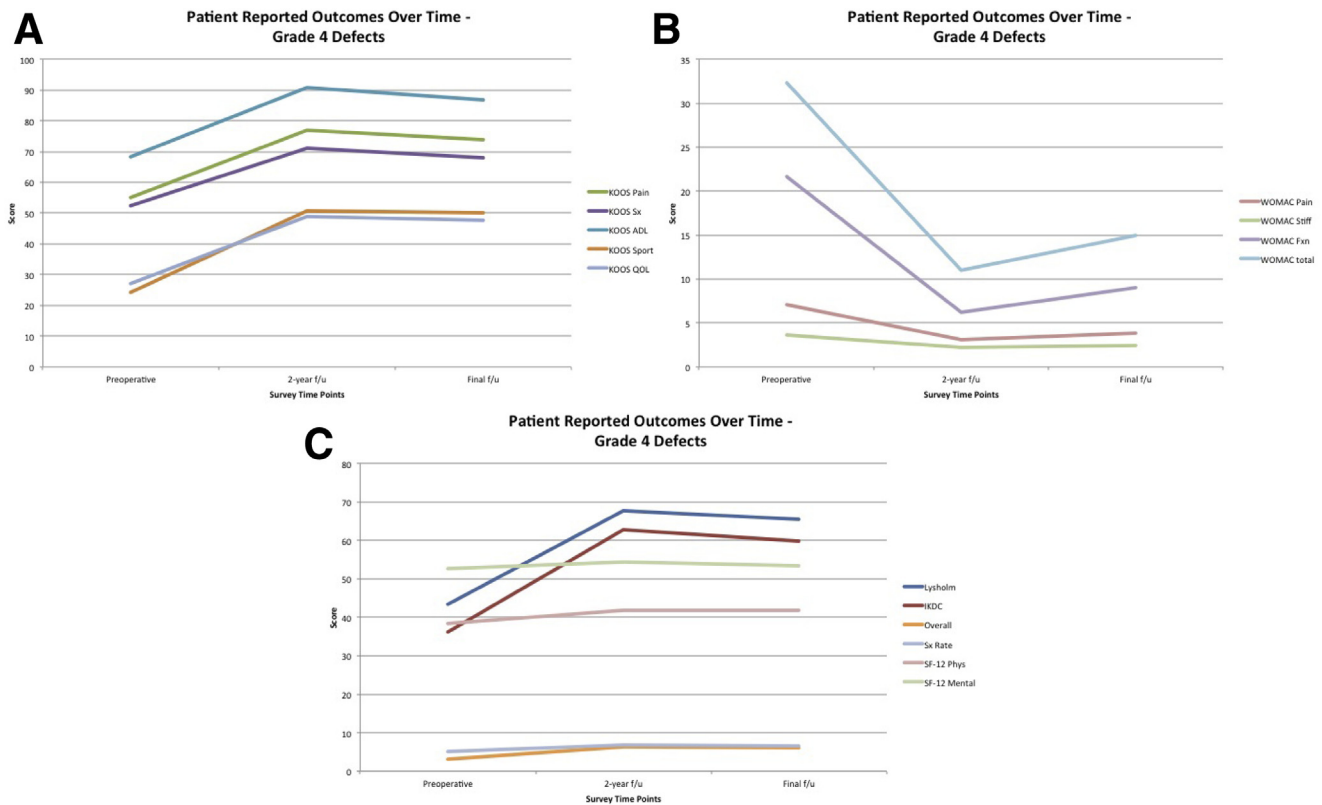 A
Patient Reported Outcomes Over Time -
Grade 4 Defects
100
90
80
70
60
50
40
30
20
10
0
Score
Preoperative
2-year f/u
Final f/u
Survey Time Points
KOOS Pain
KOOS Sx
KOOS ADL
KOOS Sport
KOOS QOL
B
Patient Reported Outcomes Over Time -
Grade 4 Defects
35
30
25
20
15
10
5
0
Score
Preoperative
2-year f/u
Final f/u
Survey Time Points
WOMAC Pain
WOMAC Stiff
WOMAC Fxn
WOMAC total
C
Patient Reported Outcomes Over Time -
Grade 4 Defects
80
70
60
50
40
30
20
10
0
Score
Preoperative
2-year f/u
Final f/u
Survey Time Points
Lysholm
IKDC
Overall
Sx Rate
SF-12 Phys
SF-12 Mental